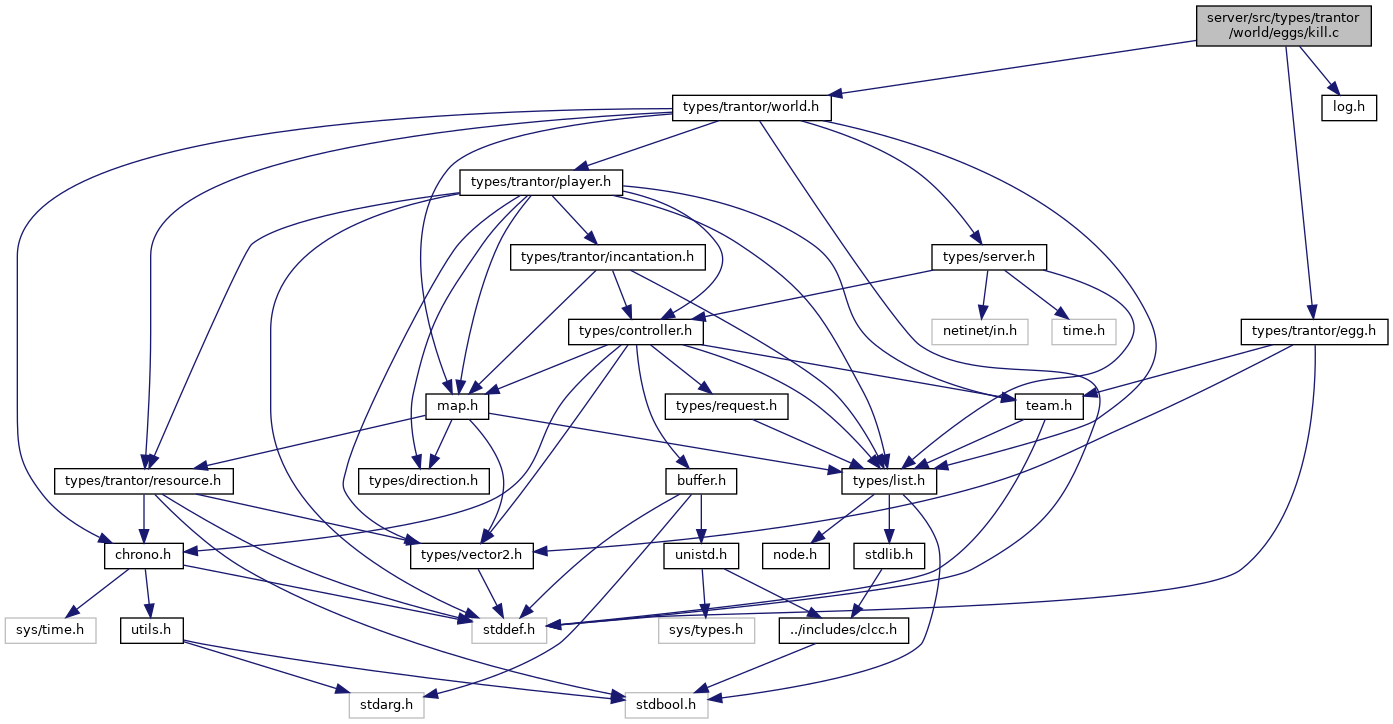 server/src/types/trantor
/world/eggs/kill.c
types/trantor/world.h
log.h
types/trantor/player.h
types/trantor/incantation.h
types/server.h
types/controller.h
netinet/in.h
time.h
types/trantor/egg.h
map.h
types/request.h
team.h
types/trantor/resource.h
types/direction.h
buffer.h
types/list.h
chrono.h
types/vector2.h
unistd.h
node.h
stdlib.h
sys/time.h
utils.h
stddef.h
sys/types.h
../includes/clcc.h
stdarg.h
stdbool.h